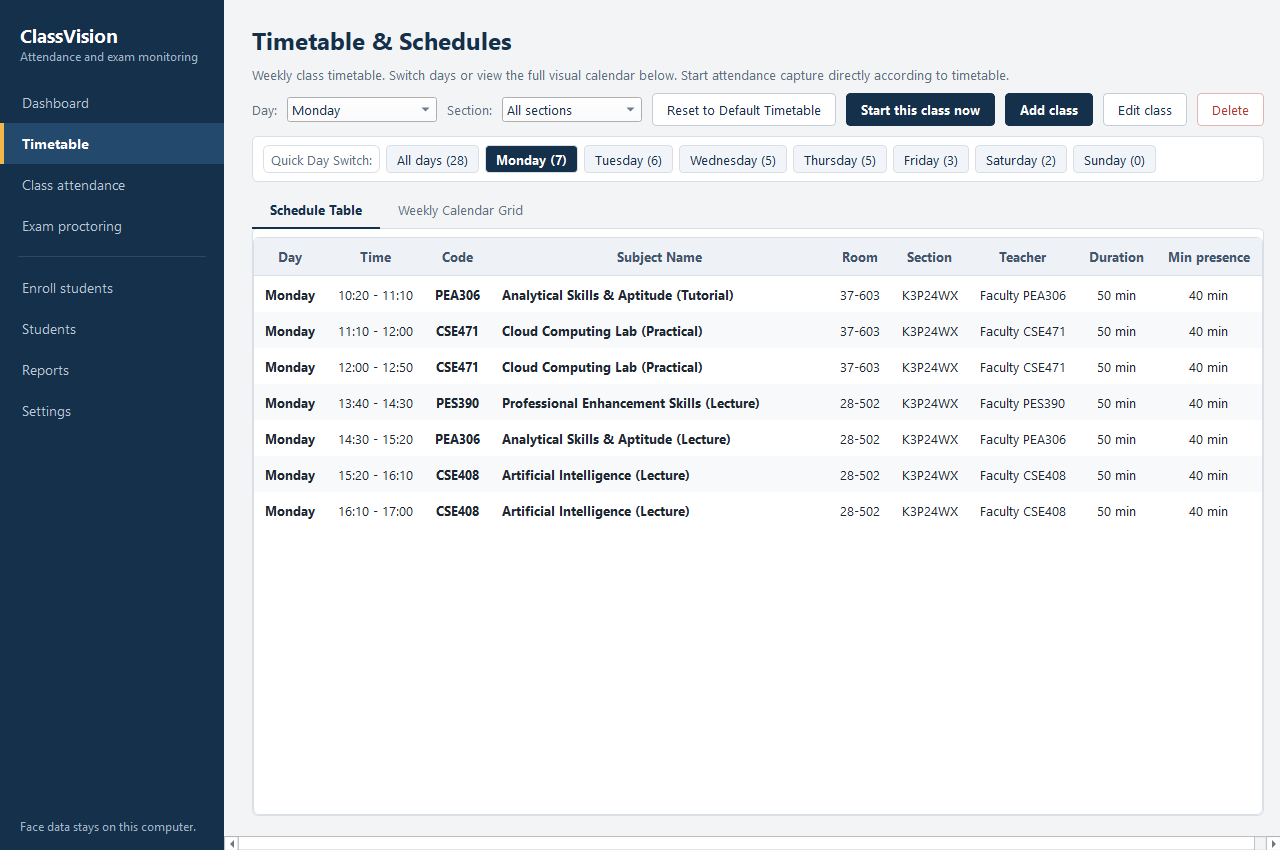 ClassVision
Attendance and exam monitoring
Dashboard
Timetable
Class attendance
Exam proctoring
Enroll students
Students
Reports
Settings
Face data stays on this computer.
Timetable & Schedules
Weekly class timetable. Switch days or view the full visual calendar below. Start attendance capture directly according to timetable.
Day: Monday Section: All sections Reset to Default Timetable Start this class now Add class Edit class Delete
Quick Day Switch: All days (28) Monday (7) Tuesday (6) Wednesday (5) Thursday (5) Friday (3) Saturday (2) Sunday (0)
Schedule Table Weekly Calendar Grid
Day Time Code Subject Name Room Section Teacher Duration Min presence
Monday 10:20 - 11:10 PEA306 Analytical Skills & Aptitude (Tutorial) 37-603 K3P24WX Faculty PEA306 50 min 40 min
Monday 11:10 - 12:00 CSE471 Cloud Computing Lab (Practical) 37-603 K3P24WX Faculty CSE471 50 min 40 min
Monday 12:00 - 12:50 CSE471 Cloud Computing Lab (Practical) 37-603 K3P24WX Faculty CSE471 50 min 40 min
Monday 13:40 - 14:30 PES390 Professional Enhancement Skills (Lecture) 28-502 K3P24WX Faculty PES390 50 min 40 min
Monday 14:30 - 15:20 PEA306 Analytical Skills & Aptitude (Lecture) 28-502 K3P24WX Faculty PEA306 50 min 40 min
Monday 15:20 - 16:10 CSE408 Artificial Intelligence (Lecture) 28-502 K3P24WX Faculty CSE408 50 min 40 min
Monday 16:10 - 17:00 CSE408 Artificial Intelligence (Lecture) 28-502 K3P24WX Faculty CSE408 50 min 40 min